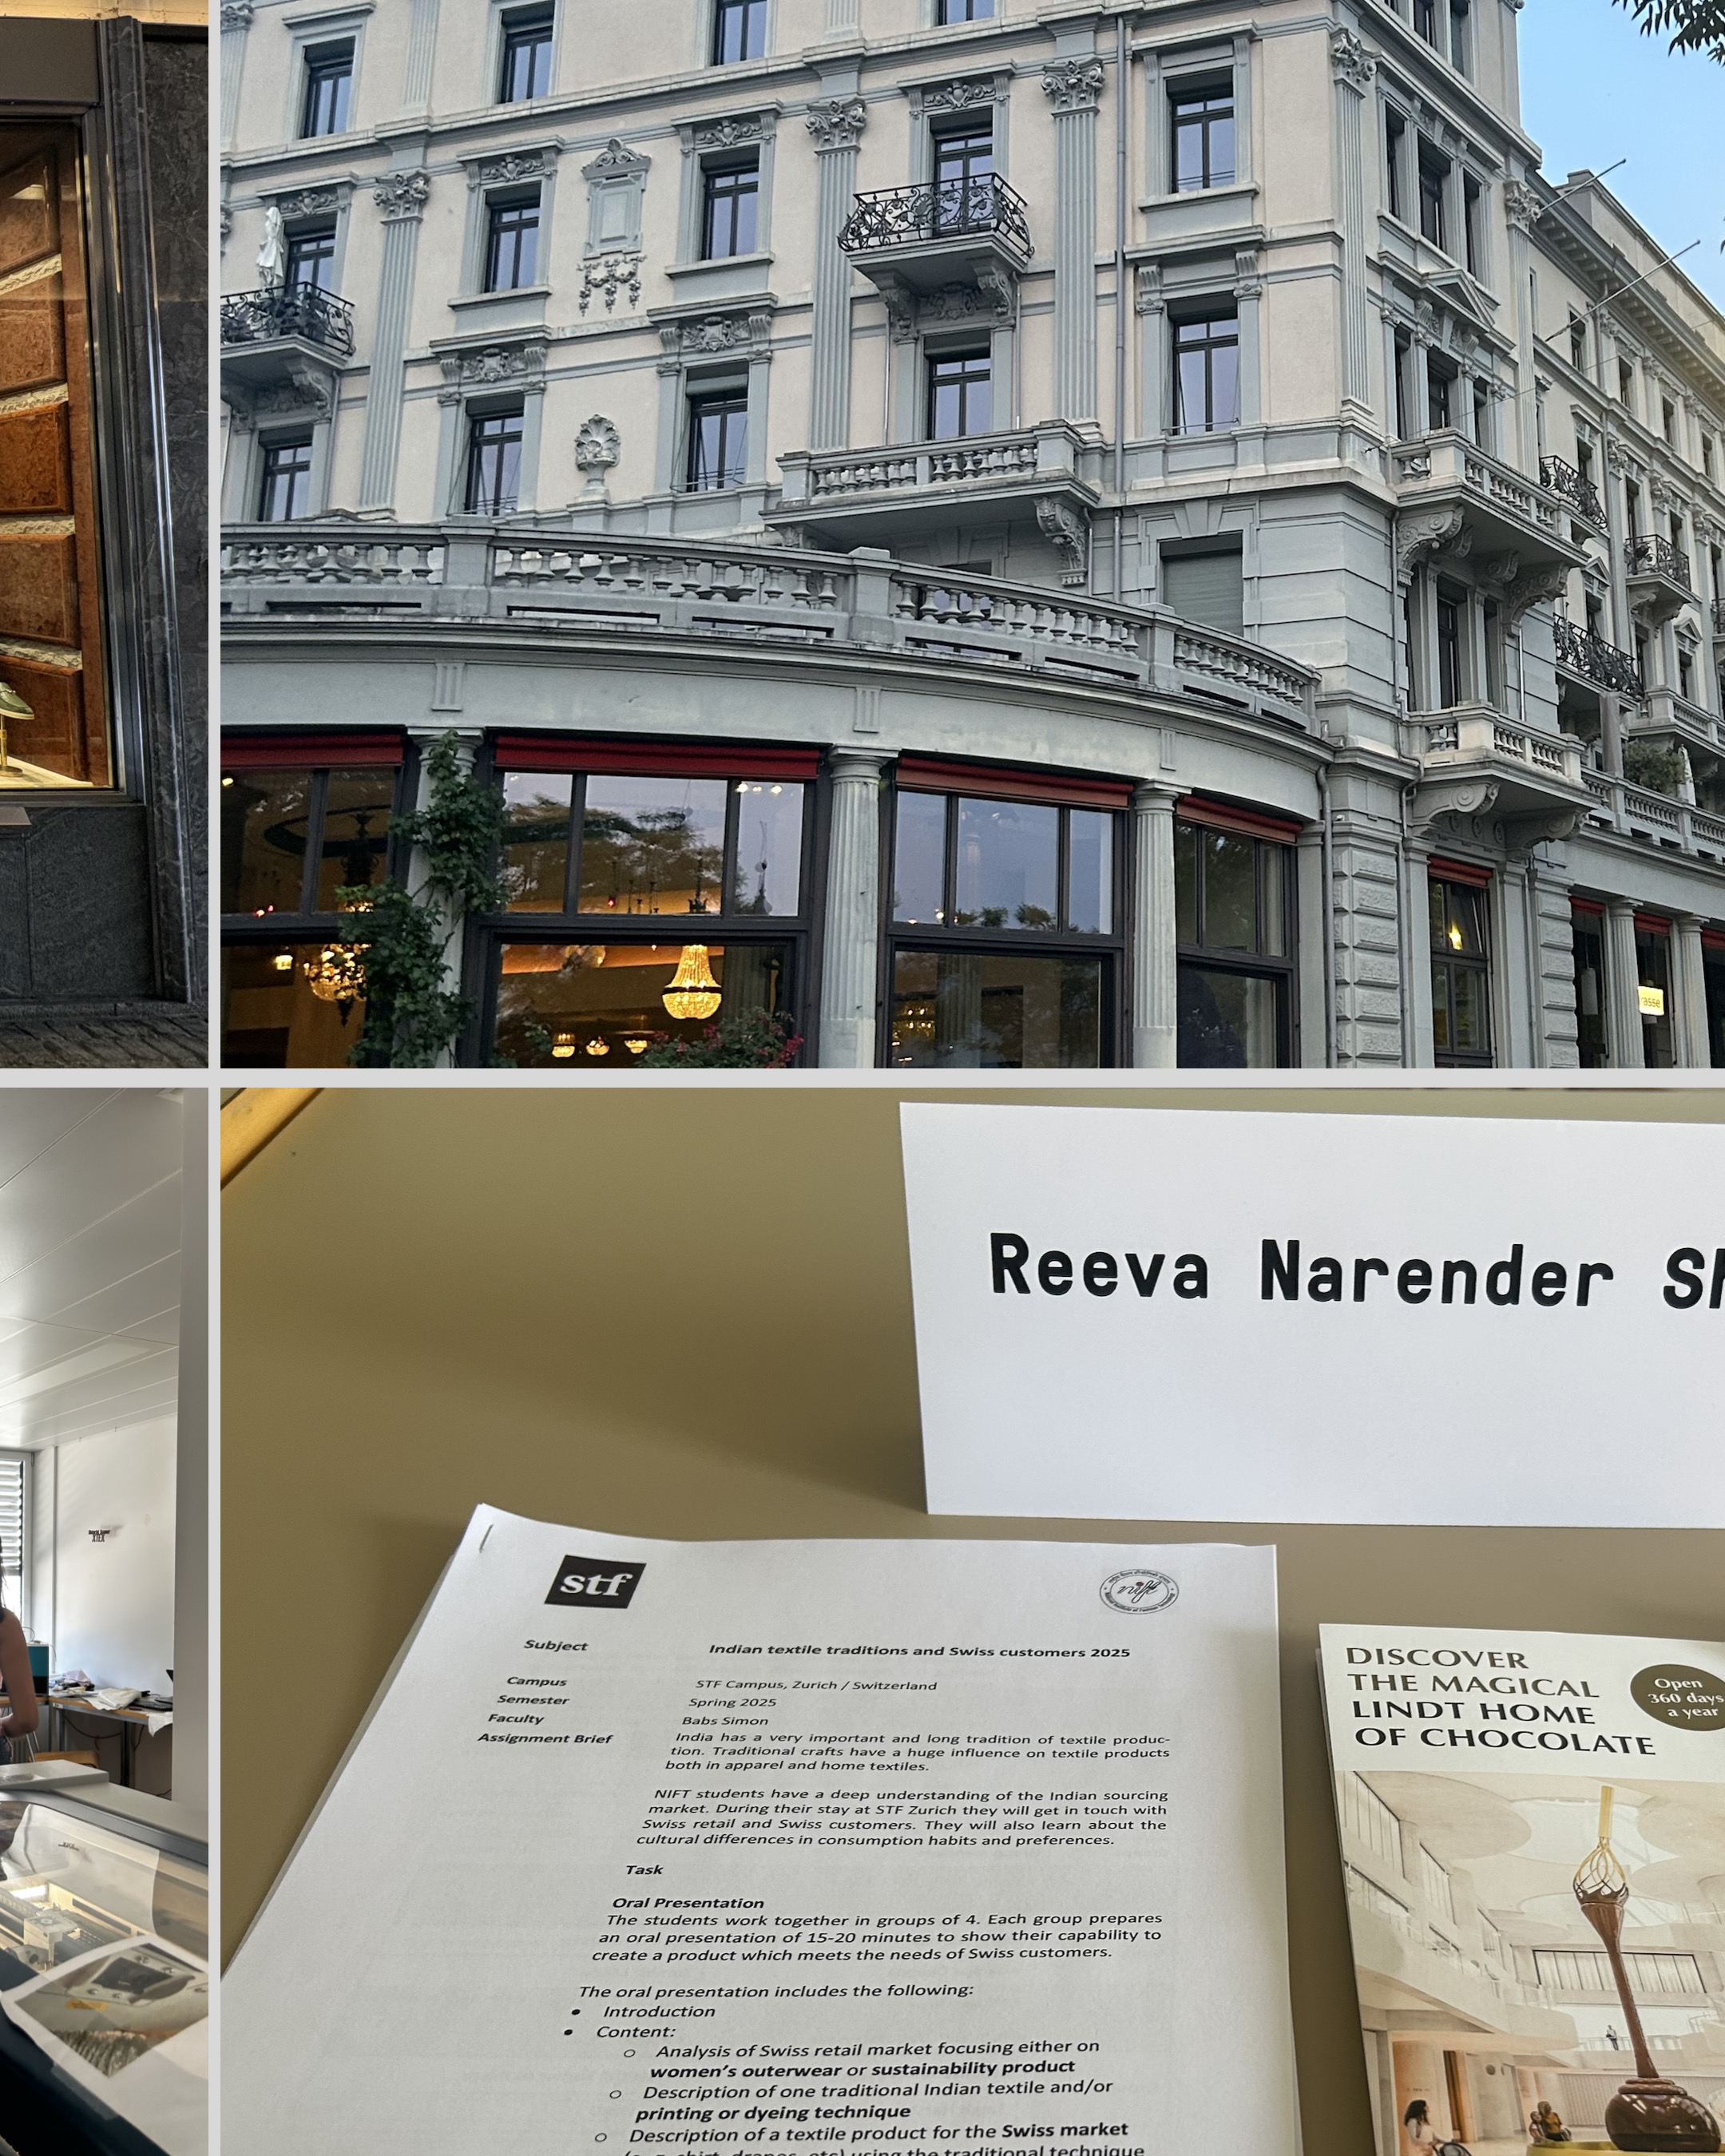 rasse
Reeva Narender Sh
stf
Subject Indian textile traditions and Swiss customers 2025
Campus STF Campus, Zurich / Switzerland
Semester Spring 2025
Faculty Babs Simon
Assignment Brief India has a very important and long tradition of textile produc-
tion. Traditional crafts have a huge influence on textile products
both in apparel and home textiles.
NIFT students have a deep understanding of the Indian sourcing
market. During their stay at STF Zurich they will get in touch with
Swiss retail and Swiss customers. They will also learn about the
cultural differences in consumption habits and preferences.
Task
Oral Presentation
The students work together in groups of 4. Each group prepares
an oral presentation of 15-20 minutes to show their capability to
create a product which meets the needs of Swiss customers.
The oral presentation includes the following:
• Introduction
• Content:
o Analysis of Swiss retail market focusing either on
women's outerwear or sustainability product
o Description of one traditional Indian textile and/or
printing or dyeing technique
o Description of a textile product for the Swiss market
(e.g. shirt, drapes, etc) using the traditional technique
DISCOVER
THE MAGICAL
LINDT HOME
OF CHOCOLATE
Open
360 days
a year